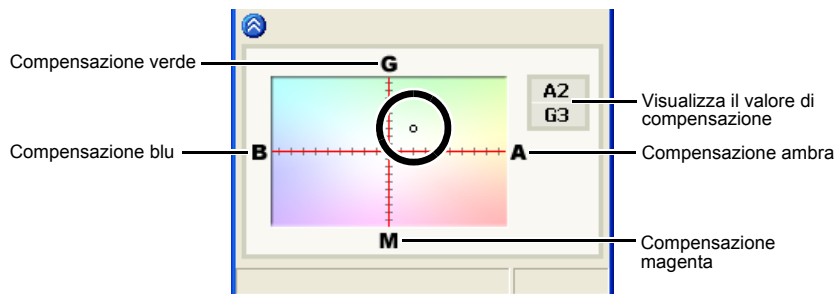 Compensazione verde
G
A2
G3
Visualizza il valore di
compensazione
Compensazione blu
B
A
Compensazione ambra
M
Compensazione
magenta